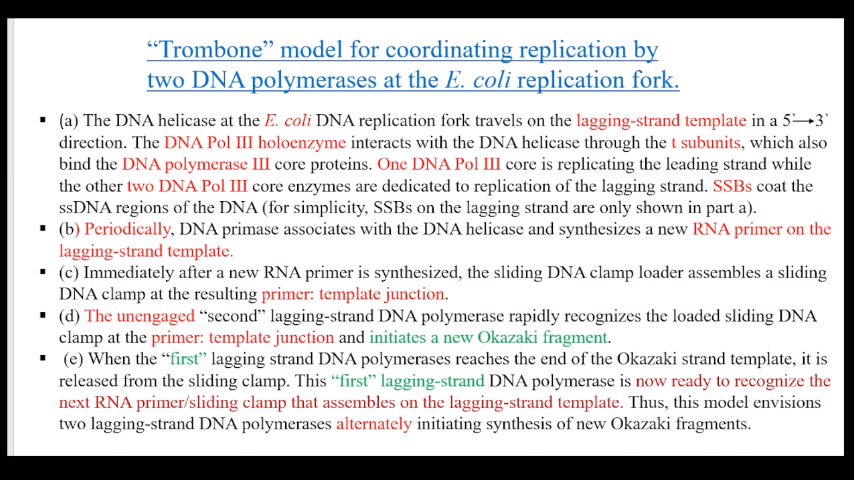 “Trombone” model for coordinating replication by
two DNA polymerases at the E. coli replication fork.
▪ (a) The DNA helicase at the E. coli DNA replication fork travels on the lagging-strand template in a 5`⟶3`
direction. The DNA Pol III holoenzyme interacts with the DNA helicase through the t subunits, which also
bind the DNA polymerase III core proteins. One DNA Pol III core is replicating the leading strand while
the other two DNA Pol III core enzymes are dedicated to replication of the lagging strand. SSBs coat the
ssDNA regions of the DNA (for simplicity, SSBs on the lagging strand are only shown in part a).
▪ (b) Periodically, DNA primase associates with the DNA helicase and synthesizes a new RNA primer on the
lagging-strand template.
▪ (c) Immediately after a new RNA primer is synthesized, the sliding DNA clamp loader assembles a sliding
DNA clamp at the resulting primer: template junction.
▪ (d) The unengaged “second” lagging-strand DNA polymerase rapidly recognizes the loaded sliding DNA
clamp at the primer: template junction and initiates a new Okazaki fragment.
▪ (e) When the “first” lagging strand DNA polymerases reaches the end of the Okazaki strand template, it is
released from the sliding clamp. This “first” lagging-strand DNA polymerase is now ready to recognize the
next RNA primer/sliding clamp that assembles on the lagging-strand template. Thus, this model envisions
two lagging-strand DNA polymerases alternately initiating synthesis of new Okazaki fragments.